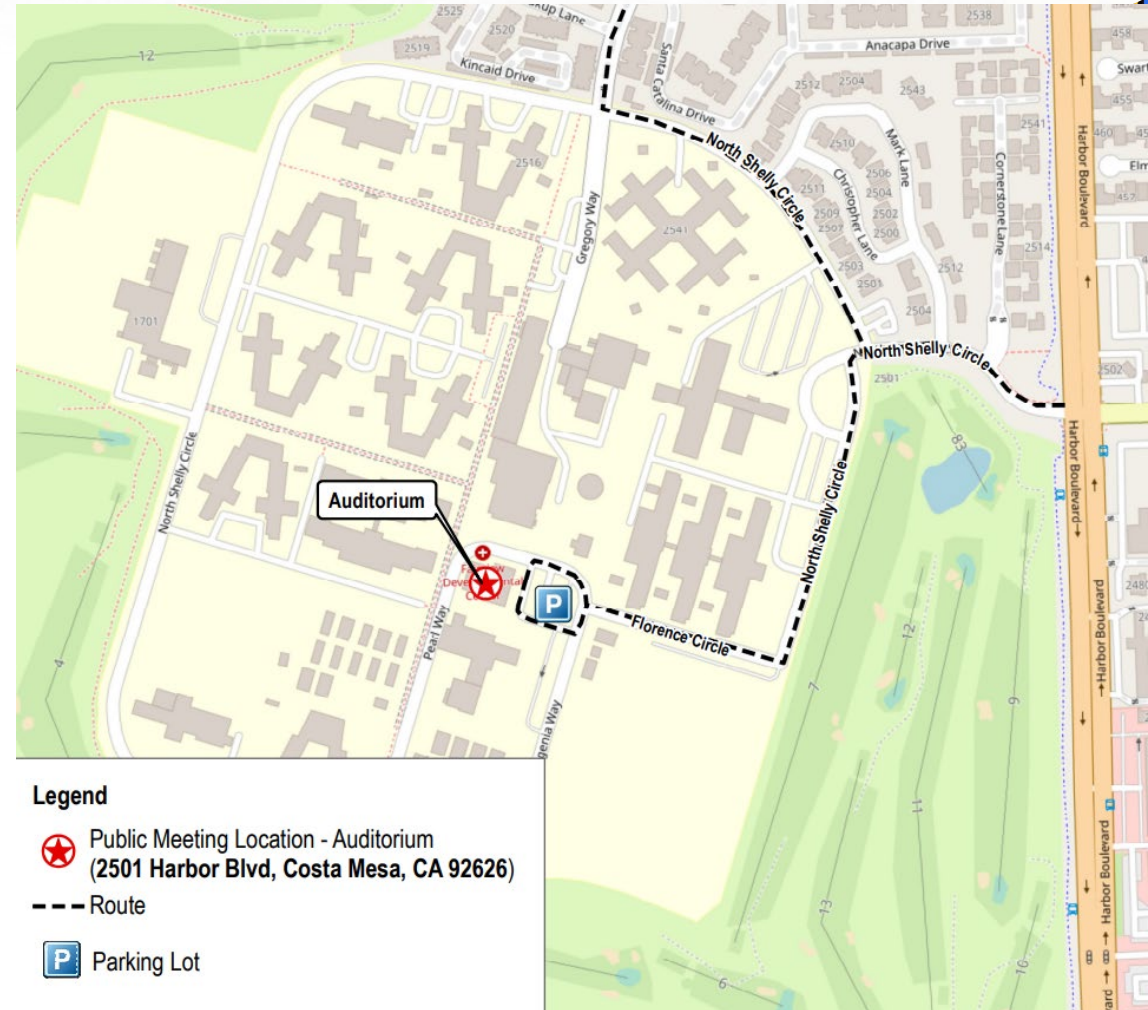 2525
2520
2538
458
2519
Anacapa Drive
Kincaid Drive
Santa Catalina Drive
2512
2504
2543
455
12
North Shelly Circle
2541
460
2510
Mark Lane
Harbor Boulevard
2516
2511
Christopher Lane
2506
2504
Cornerstone Lane
457
2509
2502
2507
2500
2541
Gregory Way
2503
2512
2514
2501
2504
1701
North Shelly Circle
2502
2501
83
North Shelly Circle
Harbor Boulevard
Auditorium
North Shelly Circle
P
Florence Circle
Pearl Way
12
2480
Harbor Boulevard
4
7
9
11
13
6
10
Harbor Boulevard
Legend
Public Meeting Location - Auditorium
(2501 Harbor Blvd, Costa Mesa, CA 92626)
Route
P
Parking Lot